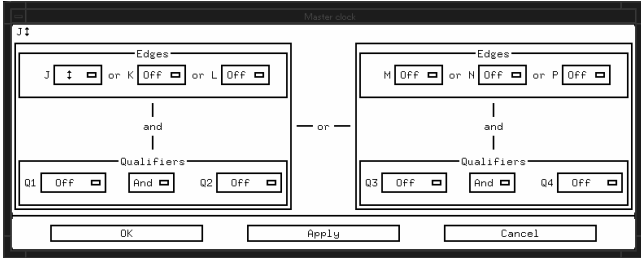 Master clock
J↕
Edges
J ↕ or K Off or L Off
and
Qualifiers
Q1 Off And Q2 Off
or
Edges
M Off or N Off or P Off
and
Qualifiers
Q3 Off And Q4 Off
OK Apply Cancel